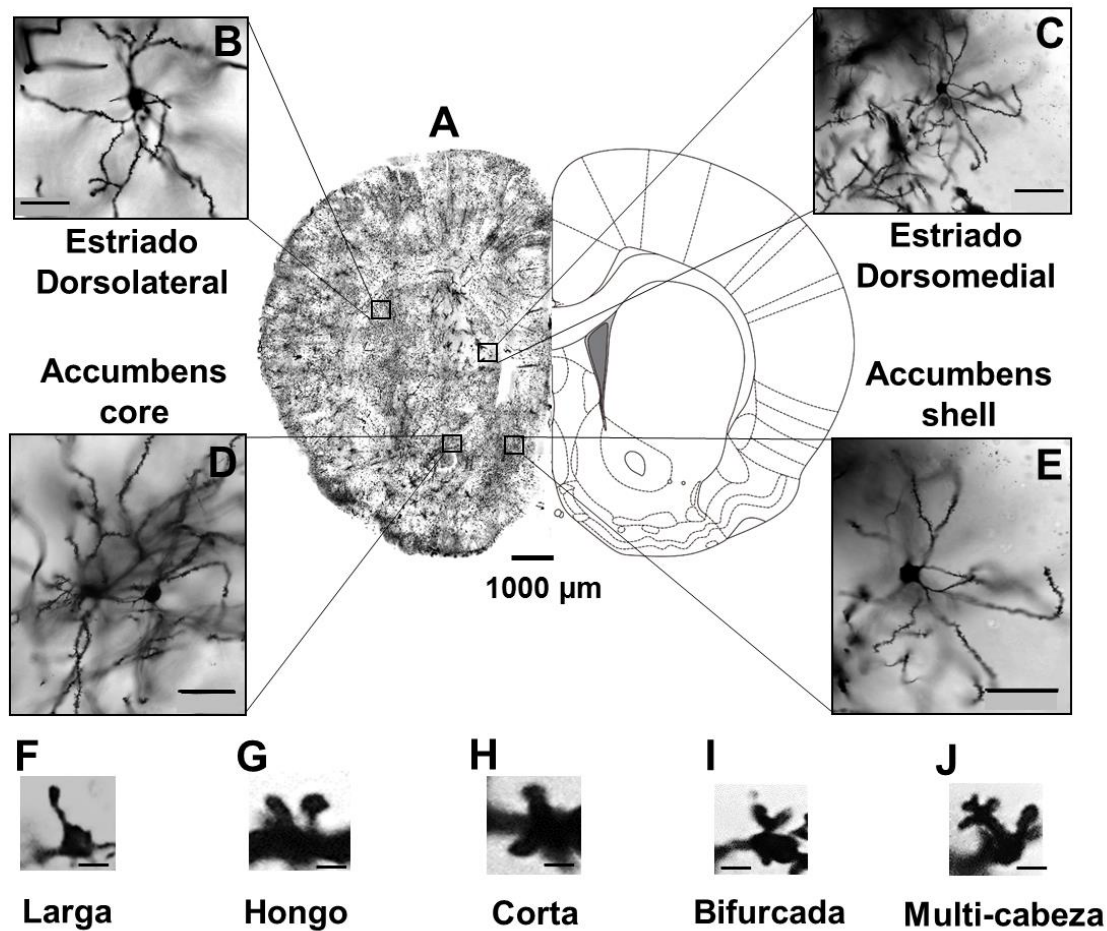 B
C
A
Estriado
Dorsolateral
Estriado
Dorsomedial
Accumbens
core
Accumbens
shell
D
E
1000 µm
F
G
H
I
J
Larga
Hongo
Corta
Bifurcada
Multi-cabeza